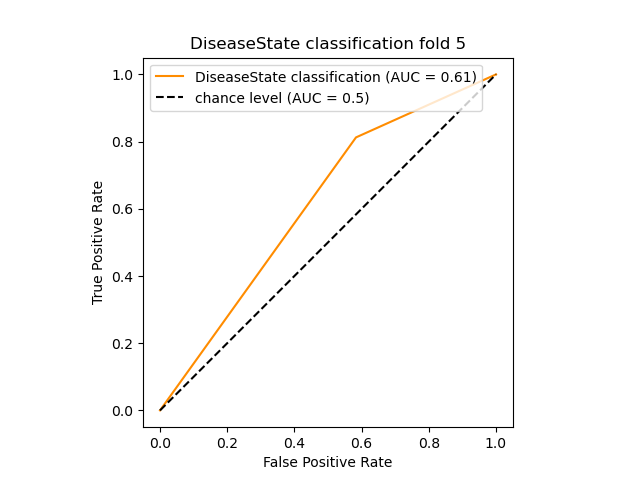 DiseaseState classification fold 5
DiseaseState classification (AUC = 0.61)
chance level (AUC = 0.5)
True Positive Rate
1.0
0.8
0.6
0.4
0.2
0.0
0.0 0.2 0.4 0.6 0.8 1.0
False Positive Rate